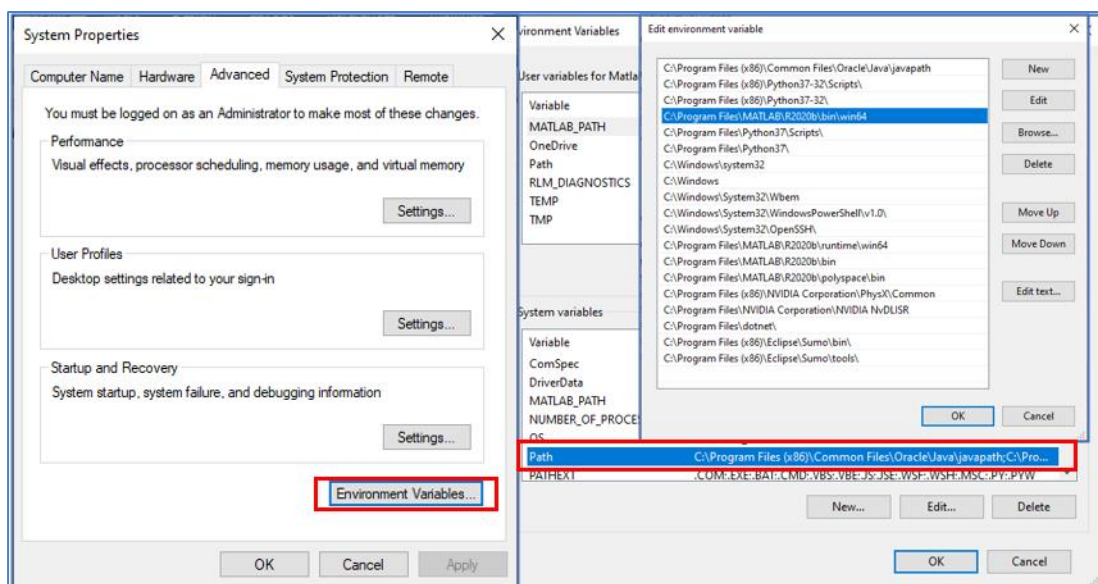 System Properties
Computer Name Hardware Advanced System Protection Remote
You must be logged on as an Administrator to make most of these changes.
Performance
Visual effects, processor scheduling, memory usage, and virtual memory
Settings...
User Profiles
Desktop settings related to your sign-in
Settings...
Startup and Recovery
System startup, system failure, and debugging information
Settings...
Environment Variables...
OK Cancel Apply
vironment Variables
User variables for Matla
Variable
MATLAB_PATH
OneDrive
Path
RLM_DIAGNOSTICS
TEMP
TMP
System variables
Variable
ComSpec
DriverData
MATLAB_PATH
NUMBER_OF_PROCE
OS
Path C:\Program Files (x86)\Common Files\Oracle\Java\javapath;C:\Pro...
PATHEXT .COM;.EXE;.BAT;.CMD;.VBS;.VBE;.JS;.JSE;.WSF;.WSH;.MSC;.PY;.PYW
New... Edit... Delete
OK Cancel
Edit environment variable
C:\Program Files (x86)\Common Files\Oracle\Java\javapath
C:\Program Files (x86)\Python37-32\Scripts\
C:\Program Files (x86)\Python37-32\
C:\Program Files\MATLAB\R2020b\bin\win64
C:\Program Files\Python37\Scripts\
C:\Program Files\Python37\
C:\Windows\system32
C:\Windows
C:\Windows\System32\Wbem
C:\Windows\System32\WindowsPowerShell\v1.0\
C:\Windows\System32\OpenSSH\
C:\Program Files\MATLAB\R2020b\runtime\win64
C:\Program Files\MATLAB\R2020b\bin
C:\Program Files\MATLAB\R2020b\polyspace\bin
C:\Program Files (x86)\NVIDIA Corporation\PhysX\Common
C:\Program Files\NVIDIA Corporation\NVIDIA NvDLISR
C:\Program Files\dotnet\
C:\Program Files (x86)\Eclipse\Sumo\bin\
C:\Program Files (x86)\Eclipse\Sumo\tools\
New
Edit
Browse...
Delete
Move Up
Move Down
Edit text...
OK Cancel